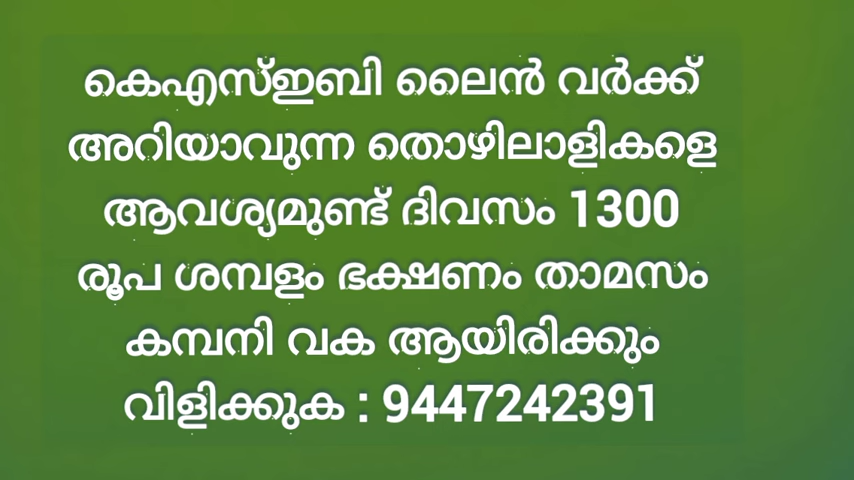 കെഎസ്ഇബി ലൈൻ വർക്ക്
അറിയാവുന്ന തൊഴിലാളികളെ
ആവശ്യമുണ്ട് ദിവസം 1300
രൂപ ശമ്പളം ഭക്ഷണം താമസം
കമ്പനി വക ആയിരിക്കും
വിളിക്കുക : 9447242391